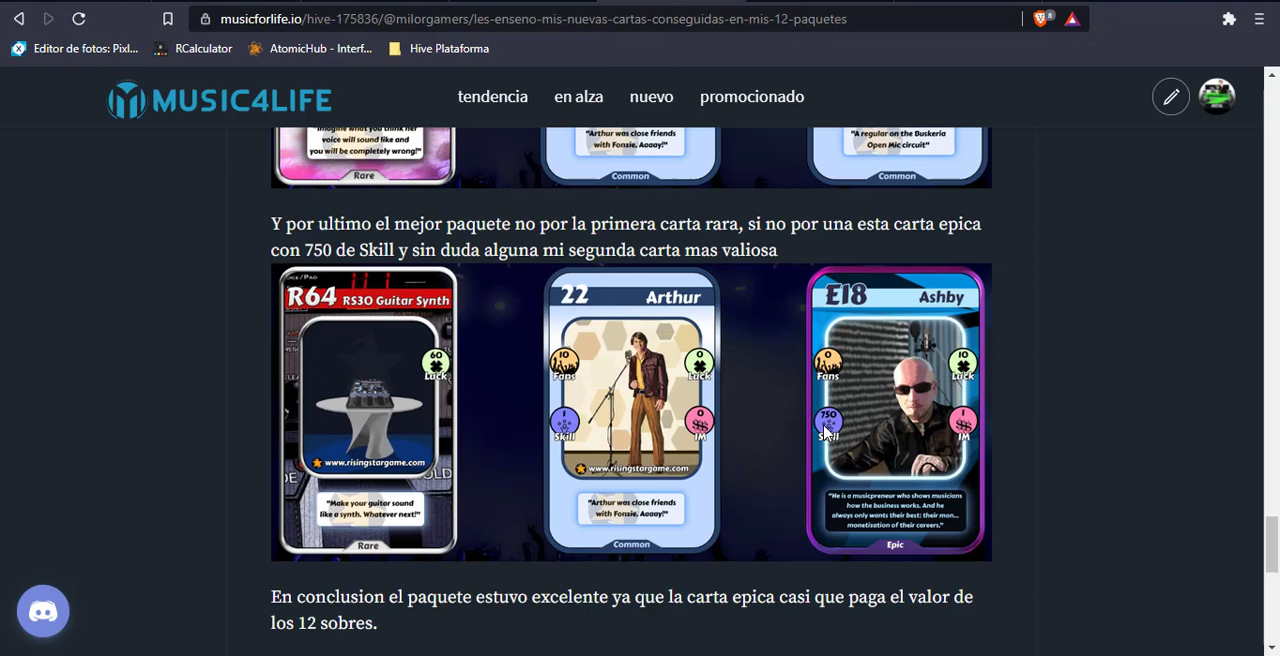 musicforlife.io/hive-175836/@milorgamers/les-enseno-mis-nuevas-cartas-conseguidas-en-mis-12-paquetes
8
Editor de fotos: Pixl...
RCalculator
AtomicHub - Interf...
Hive Plataforma
MUSIC4LIFE
tendencia
en alza
nuevo
promocionado
"Imagine what you think her
voice will sound like and
you will be completely wrong!"
Rare
"Arthur was close friends
with Fonzie. Aaay!"
Common
"A regular on the Buskeria
Open Mic circuit"
Common
Y por ultimo el mejor paquete no por la primera carta rara, si no por una esta carta epica
con 750 de Skill y sin duda alguna mi segunda carta mas valiosa
R64 RS30 Guitar Synth
60
Luck
www.risingstargame.com
"Make your guitar sound
like a synth. Whatever next!"
Rare
22 Arthur
10
Fans
0
Luck
1
Skill
0
IM
www.risingstargame.com
"Arthur was close friends
with Fonzie. Aaay!"
Common
E18 Ashby
0
Fans
10
Luck
750
Skill
1
IM
"He is a musicpreneur who shows musicians
how the business works. And he
always only wants their best: their mon...
monetization of their careers."
Epic
En conclusion el paquete estuvo excelente ya que la carta epica casi que paga el valor de
los 12 sobres.